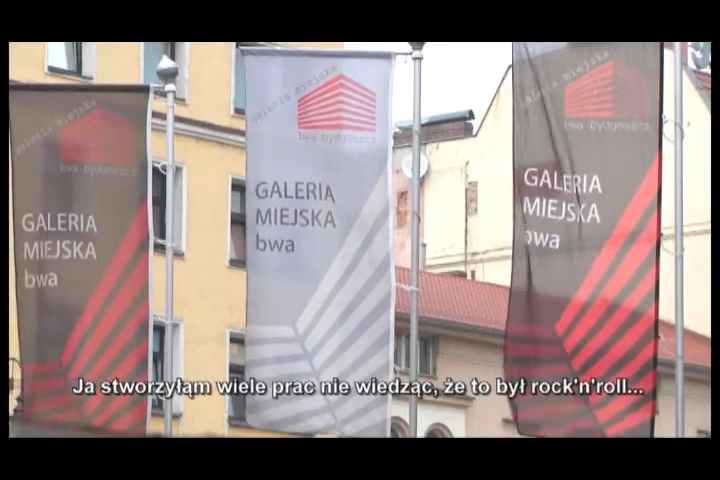 galeria miejska
bwa bydgoszcz
GALERIA
MIEJSKA
bwa
galeria miejska
bwa bydgoszcz
GALERIA
MIEJSKA
bwa
galeria miejska
bwa bydgoszcz
GALERIA
MIEJSKA
bwa
Ja stworzyłąm wiele prac nie wiedząc, że to był rock'n'roll...